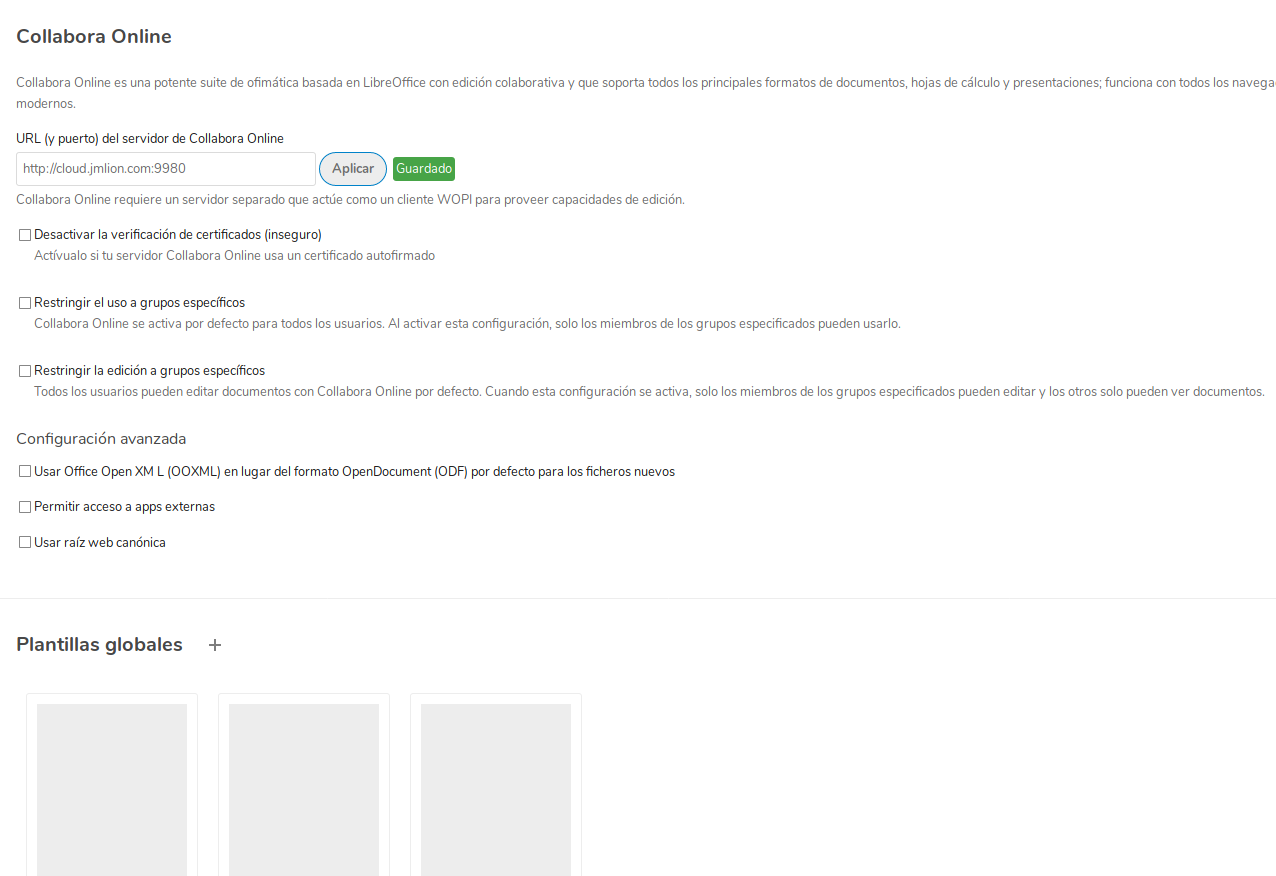 Collabora Online
Collabora Online es una potente suite de ofimática basada en LibreOffice con edición colaborativa y que soporta todos los principales formatos de documentos, hojas de cálculo y presentaciones; funciona con todos los navega
modernos.
URL (y puerto) del servidor de Collabora Online
http://cloud.jmlion.com:9980 Aplicar Guardado
Collabora Online requiere un servidor separado que actúe como un cliente WOPI para proveer capacidades de edición.
Desactivar la verificación de certificados (inseguro)
Actívualo si tu servidor Collabora Online usa un certificado autofirmado
Restringir el uso a grupos específicos
Collabora Online se activa por defecto para todos los usuarios. Al activar esta configuración, solo los miembros de los grupos especificados pueden usarlo.
Restringir la edición a grupos específicos
Todos los usuarios pueden editar documentos con Collabora Online por defecto. Cuando esta configuración se activa, solo los miembros de los grupos especificados pueden editar y los otros solo pueden ver documentos.
Configuración avanzada
Usar Office Open XM L (OOXML) en lugar del formato OpenDocument (ODF) por defecto para los ficheros nuevos
Permitir acceso a apps externas
Usar raíz web canónica
Plantillas globales +